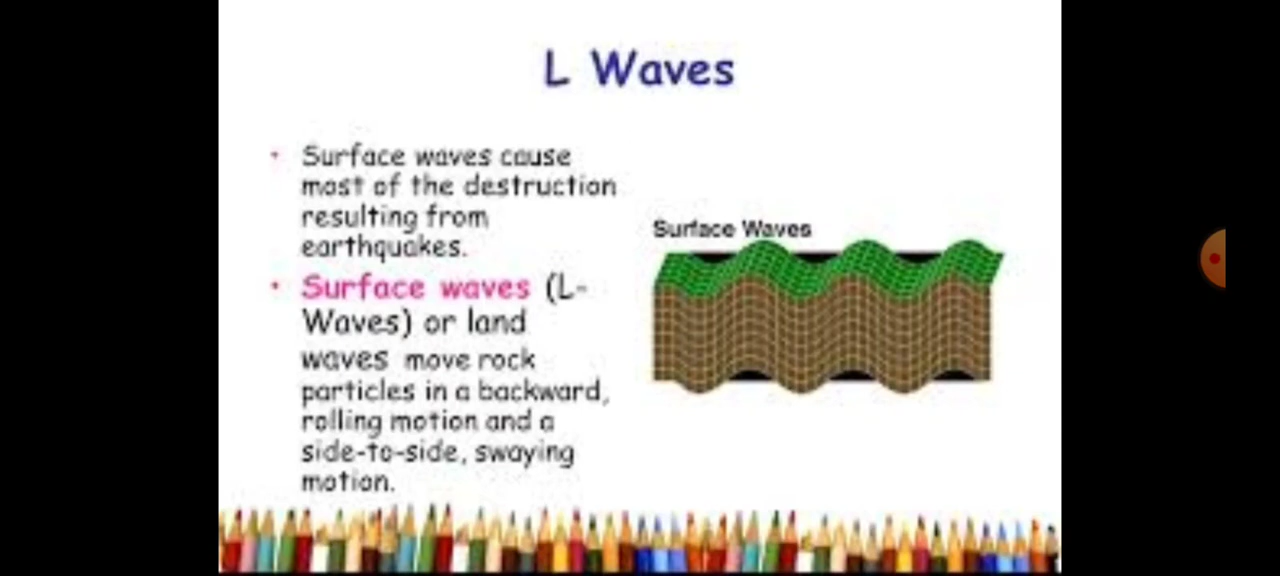 L Waves
• Surface waves cause
most of the destruction
resulting from
earthquakes.
• Surface waves (L-
Waves) or land
waves move rock
particles in a backward,
rolling motion and a
side-to-side, swaying
motion.
Surface Waves